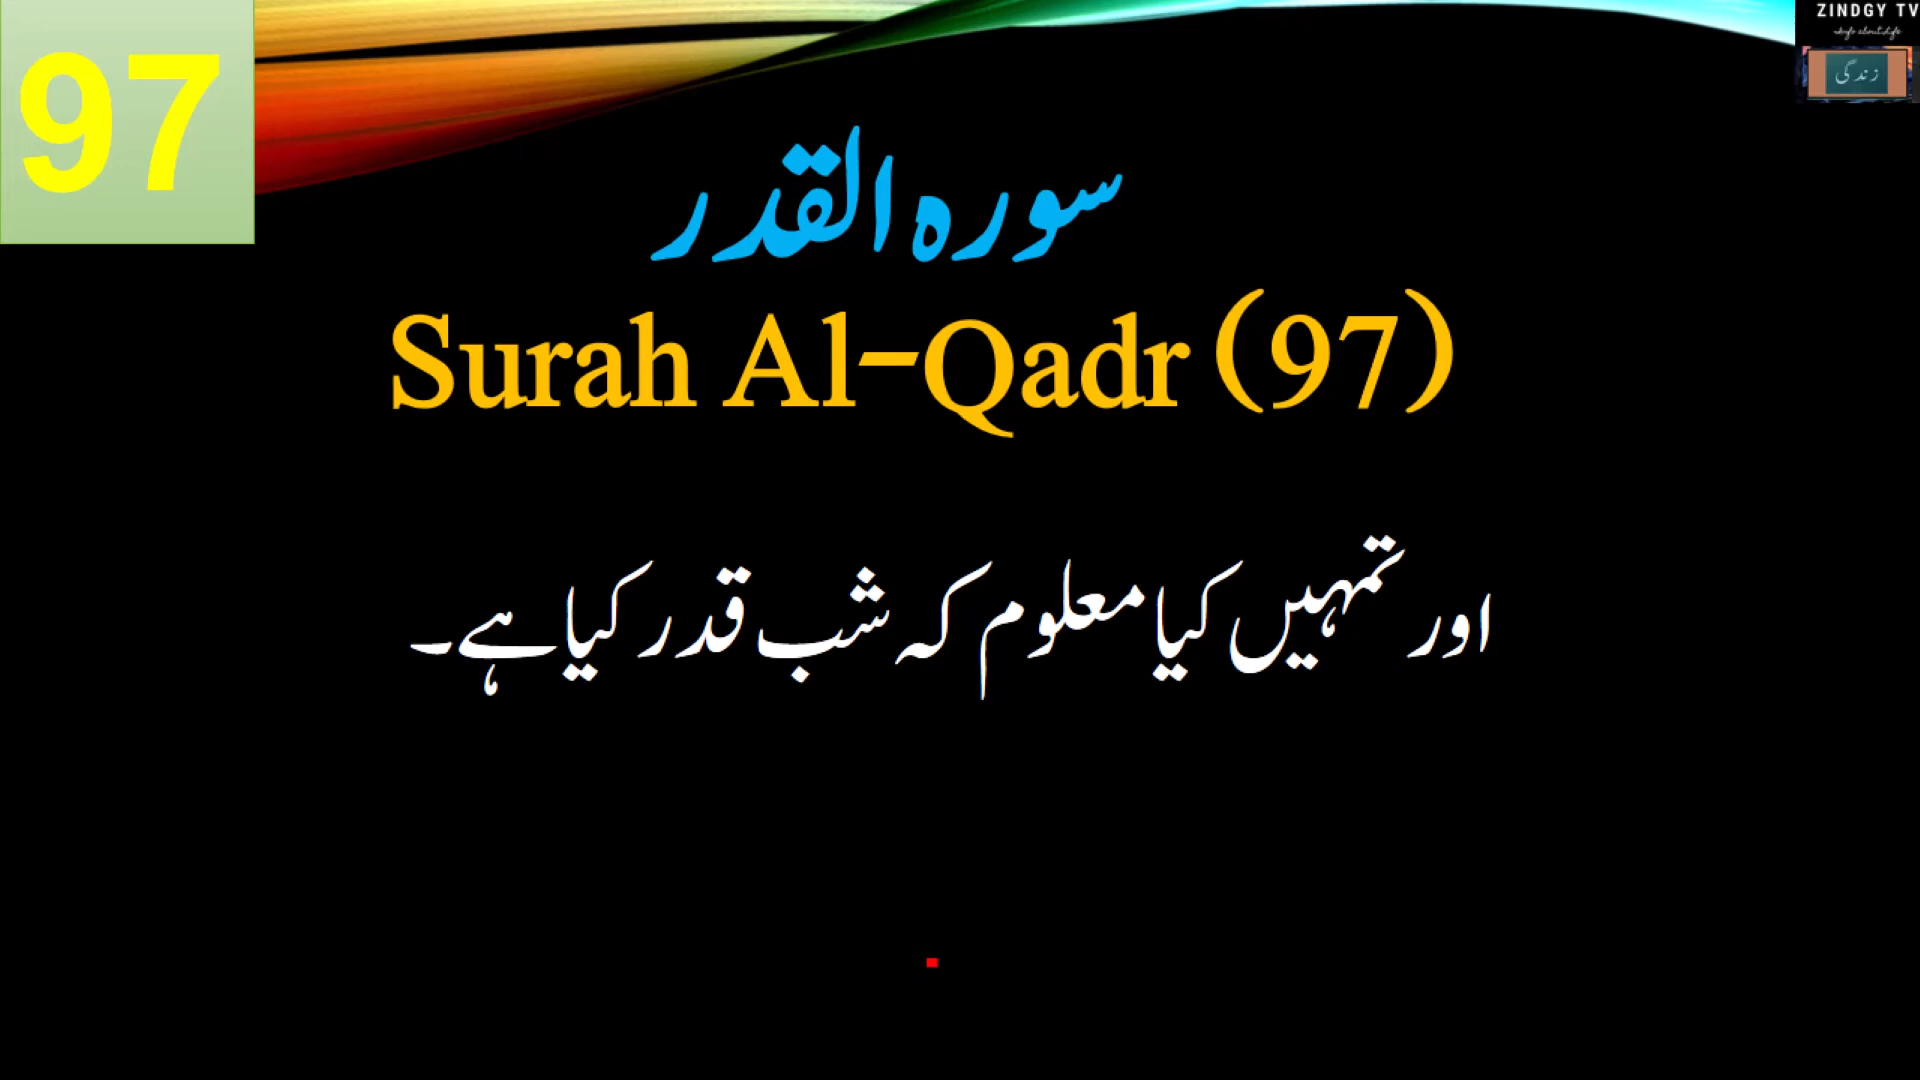 97
ZINDGY TV
زندگی
سورہ القدر
Surah Al-Qadr (97)
اور تمہیں کیا معلوم کہ شب قدر کیا ہے۔